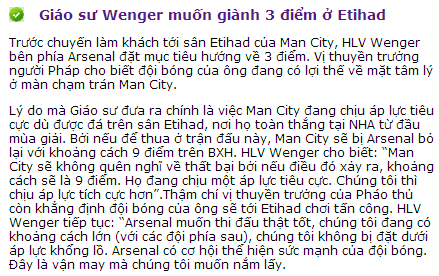 Giáo sư Wenger muốn giành 3 điểm ở Etihad
Trước chuyến làm khách tới sân Etihad của Man City, HLV Wenger
bên phía Arsenal đặt mục tiêu hướng về 3 điểm. Vị thuyền trưởng
người Pháp cho biết đội bóng của ông đang có lợi thế về mặt tâm lý
ở màn chạm trán Man City.
Lý do mà Giáo sư đưa ra chính là việc Man City đang chịu áp lực tiêu
cực dù được đá trên sân Etihad, nơi họ toàn thắng tại NHA từ đầu
mùa giải. Bởi nếu để thua ở trận đấu này, Man City sẽ bị Arsenal bỏ
lại với khoảng cách 9 điểm trên BXH. HLV Wenger cho biết: “Man
City sẽ không quên nghĩ về thất bại bởi nếu điều đó xảy ra, khoảng
cách sẽ là 9 điểm. Họ đang chịu một áp lực tiêu cực. Chúng tôi thì
chịu áp lực tích cực hơn”.Thậm chí vị thuyền trưởng của Pháo thủ
còn khẳng định đội bóng của ông sẽ tới Etihad chơi tấn công. HLV
Wenger tiếp tục: “Arsenal muốn thi đấu thật tốt, chúng tôi đang có
khoảng cách lớn (với các đội phía sau), chúng tôi không bị đặt dưới
áp lực khổng lồ. Arsenal có cơ hội thể hiện sức mạnh của đội bóng.
Đây là vận may mà chúng tôi muốn nắm lấy.